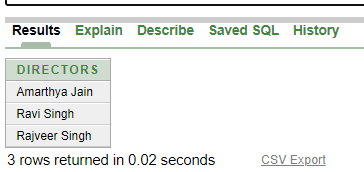 Results Explain Describe Saved SQL History
DIRECTORS
Amarthya Jain
Ravi Singh
Rajveer Singh
3 rows returned in 0.02 seconds CSV Export